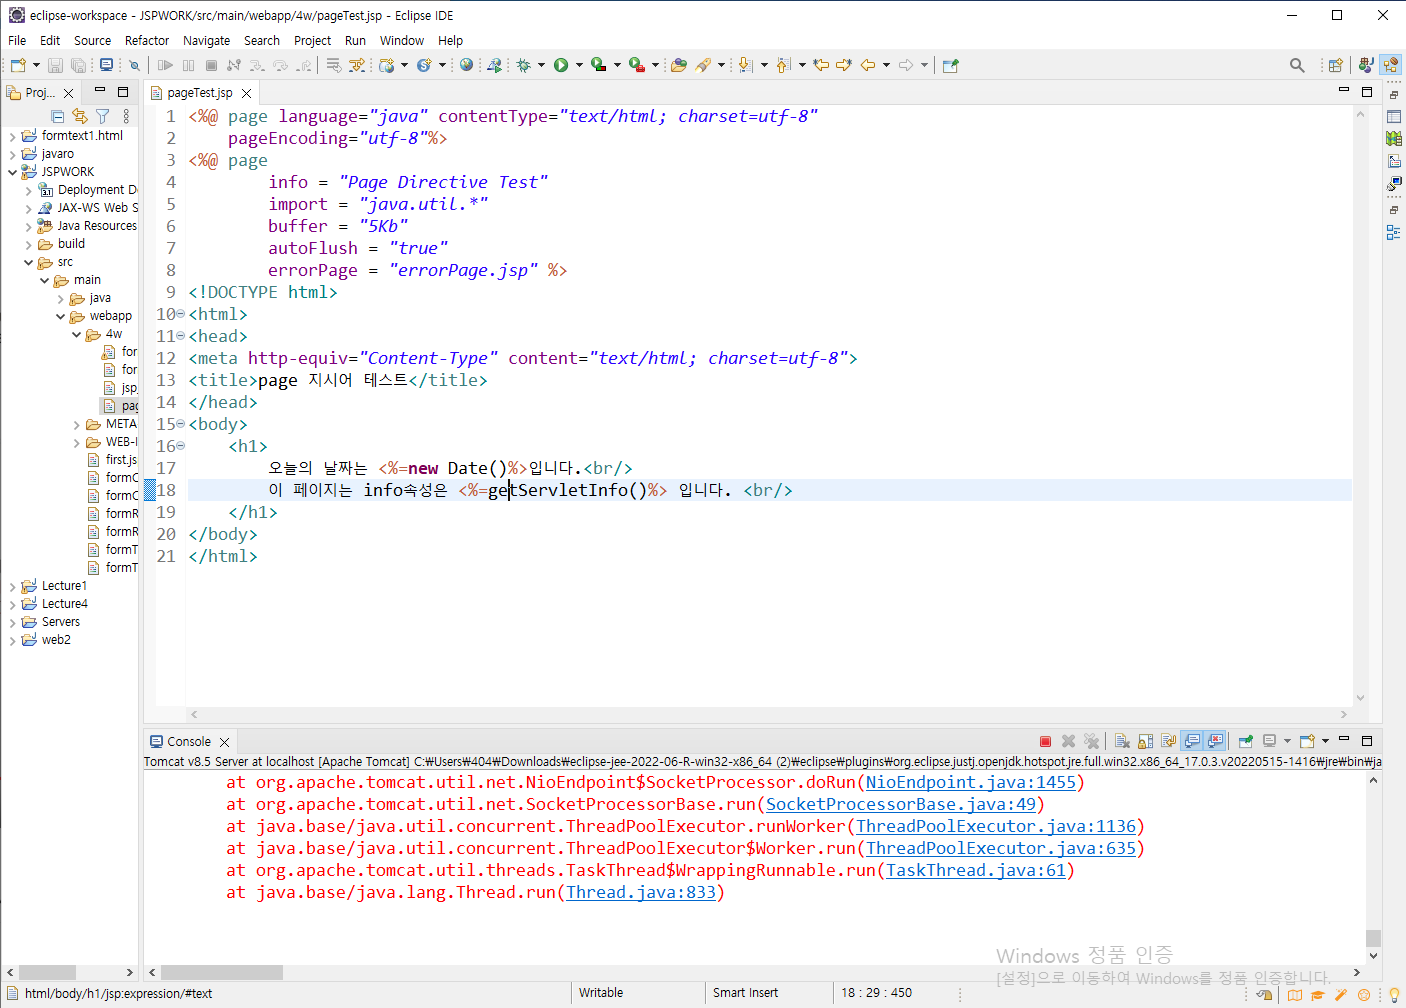 eclipse-workspace - JSPWORK/src/main/webapp/4w/pageTest.jsp - Eclipse IDE
File Edit Source Refactor Navigate Search Project Run Window Help
Proj...
pageTest.jsp
formtext1.html
javaro
JSPWORK
Deployment D
JAX-WS Web S
Java Resources
build
src
main
java
webapp
4w
for
for
jsp_
pag
META
WEB-I
first.js
formC
formC
formR
formR
formT
formT
Lecture1
Lecture4
Servers
web2
1 <%@ page language="java" contentType="text/html; charset=utf-8"
2 pageEncoding="utf-8"%>
3 <%@ page
4 info = "Page Directive Test"
5 import = "java.util.*"
6 buffer = "5Kb"
7 autoFlush = "true"
8 errorPage = "errorPage.jsp" %>
9 <!DOCTYPE html>
10 <html>
11 <head>
12 <meta http-equiv="Content-Type" content="text/html; charset=utf-8">
13 <title>page 지시어 테스트</title>
14 </head>
15 <body>
16 <h1>
17 오늘의 날짜는 <%=new Date()%>입니다.<br/>
18 이 페이지는 info속성은 <%=getServletInfo()%> 입니다. <br/>
19 </h1>
20 </body>
21 </html>
Console
Tomcat v8.5 Server at localhost [Apache Tomcat] C:₩Users₩404₩Downloads₩eclipse-jee-2022-06-R-win32-x86_64 (2)₩eclipse₩plugins₩org.eclipse.justj.openjdk.hotspot.jre.full.win32.x86_64_17.0.3.v20220515-1416₩jre₩bin₩ja
at org.apache.tomcat.util.net.NioEndpoint$SocketProcessor.doRun(NioEndpoint.java:1455)
at org.apache.tomcat.util.net.SocketProcessorBase.run(SocketProcessorBase.java:49)
at java.base/java.util.concurrent.ThreadPoolExecutor.runWorker(ThreadPoolExecutor.java:1136)
at java.base/java.util.concurrent.ThreadPoolExecutor$Worker.run(ThreadPoolExecutor.java:635)
at org.apache.tomcat.util.threads.TaskThread$WrappingRunnable.run(TaskThread.java:61)
at java.base/java.lang.Thread.run(Thread.java:833)
Windows 정품 인증
[설정]으로 이동하여 Windows를 정품 인증합니다.
html/body/h1/jsp:expression/#text
Writable
Smart Insert
18 : 29 : 450